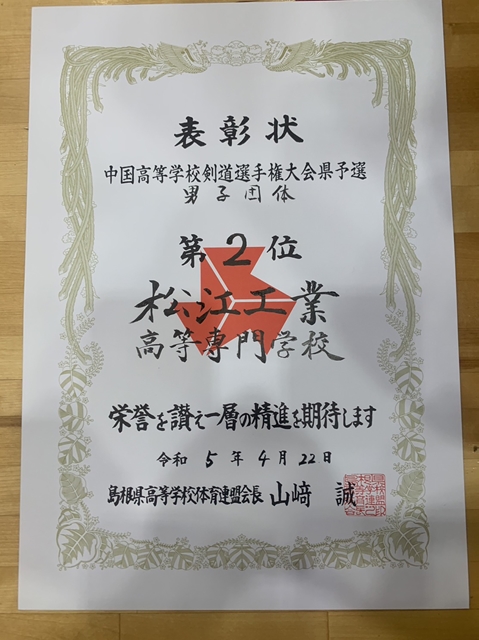 表彰状
中国高等学校剣道選手権大会県予選
男子団体
第2位
松江工業
高等専門学校
栄誉を讃え一層の精進を期待します
令和5年4月22日
島根県高等学校体育連盟会長 山﨑 誠